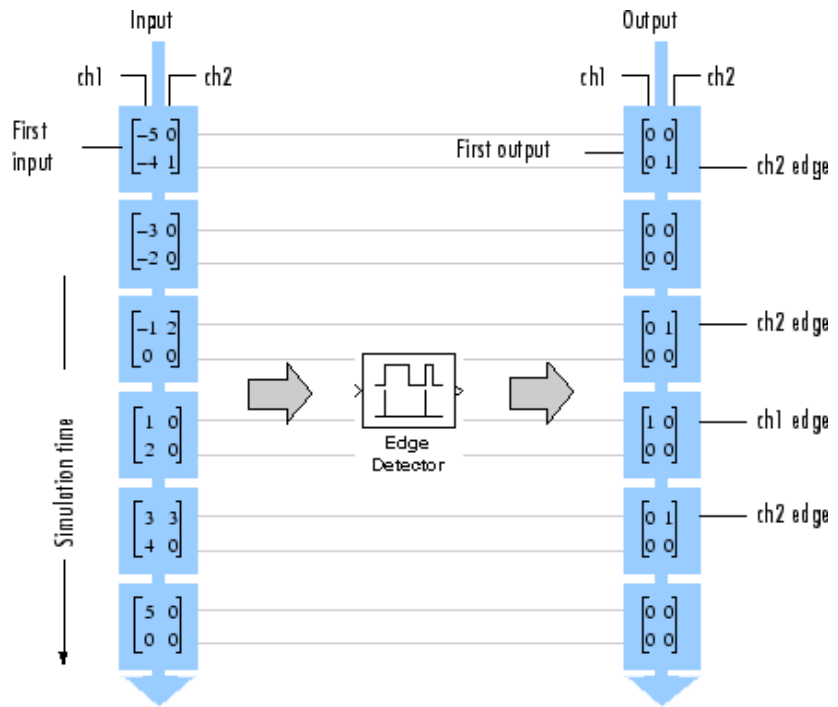 Input Output
ch1 ch2 ch1 ch2
First input
[-5 0
-4 1]
First output
[0 0
0 1]
ch2 edge
[-3 0
-2 0]
[0 0
0 0]
[-1 2
0 0]
[0 1
0 0]
ch2 edge
[1 0
2 0]
[1 0
0 0]
ch1 edge
Edge
Detector
Simulation time
[3 3
4 0]
[0 1
0 0]
ch2 edge
[5 0
0 0]
[0 0
0 0]